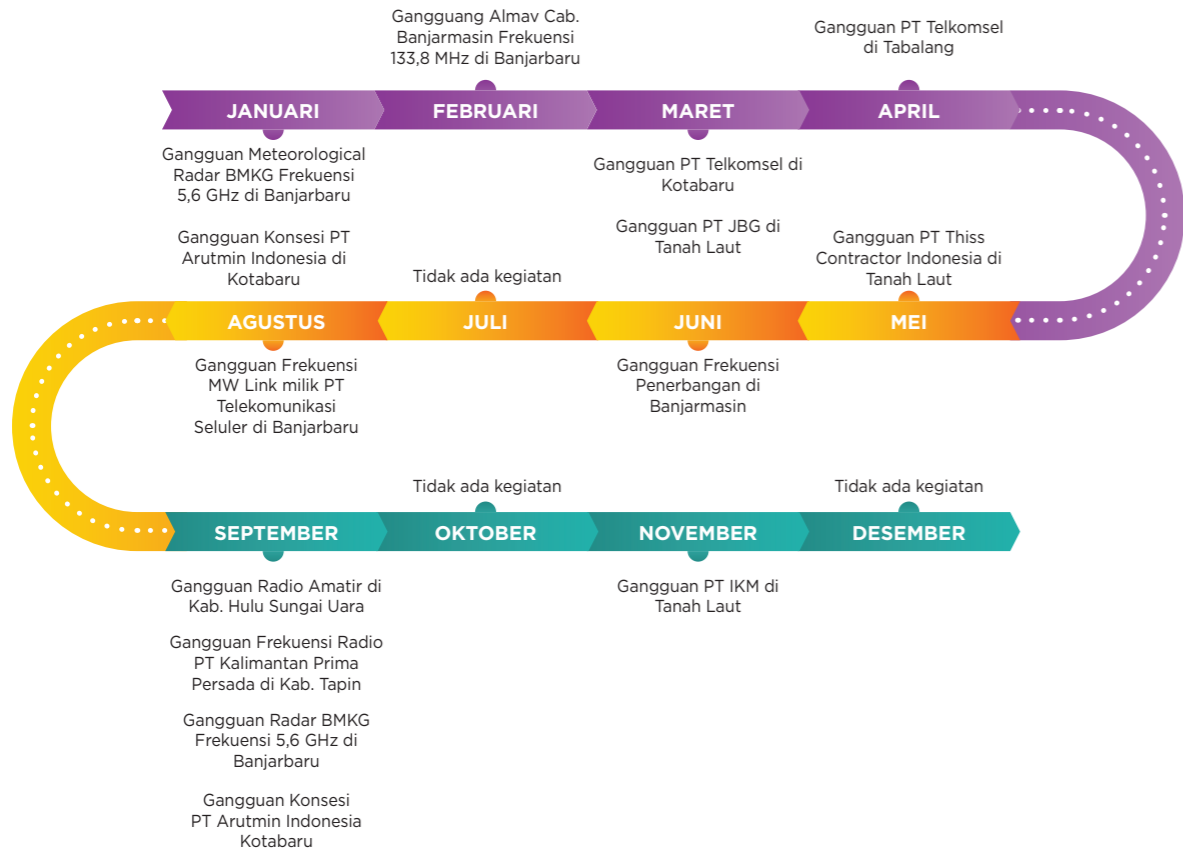 Gangguang Almav Cab.
Banjarmasin Frekuensi
133,8 MHz di Banjarbaru
Gangguan PT Telkomsel
di Tabalang
JANUARI
FEBRUARI
MARET
APRIL
Gangguan Meteorological
Radar BMKG Frekuensi
5,6 GHz di Banjarbaru
Gangguan Konsesi PT
Arutmin Indonesia di
Kotabaru
Gangguan PT Telkomsel di
Kotabaru
Gangguan PT JBG di
Tanah Laut
Gangguan PT Thiss
Contractor Indonesia di
Tanah Laut
Tidak ada kegiatan
AGUSTUS
JULI
JUNI
MEI
Gangguan Frekuensi
MW Link milik PT
Telekomunikasi
Seluler di Banjarbaru
Gangguan Frekuensi
Penerbangan di
Banjarmasin
Tidak ada kegiatan
Tidak ada kegiatan
SEPTEMBER
OKTOBER
NOVEMBER
DESEMBER
Gangguan Radio Amatir di
Kab. Hulu Sungai Uara
Gangguan Frekuensi Radio
PT Kalimantan Prima
Persada di Kab. Tapin
Gangguan Radar BMKG
Frekuensi 5,6 GHz di
Banjarbaru
Gangguan Konsesi
PT Arutmin Indonesia
Kotabaru
Gangguan PT IKM di
Tanah Laut